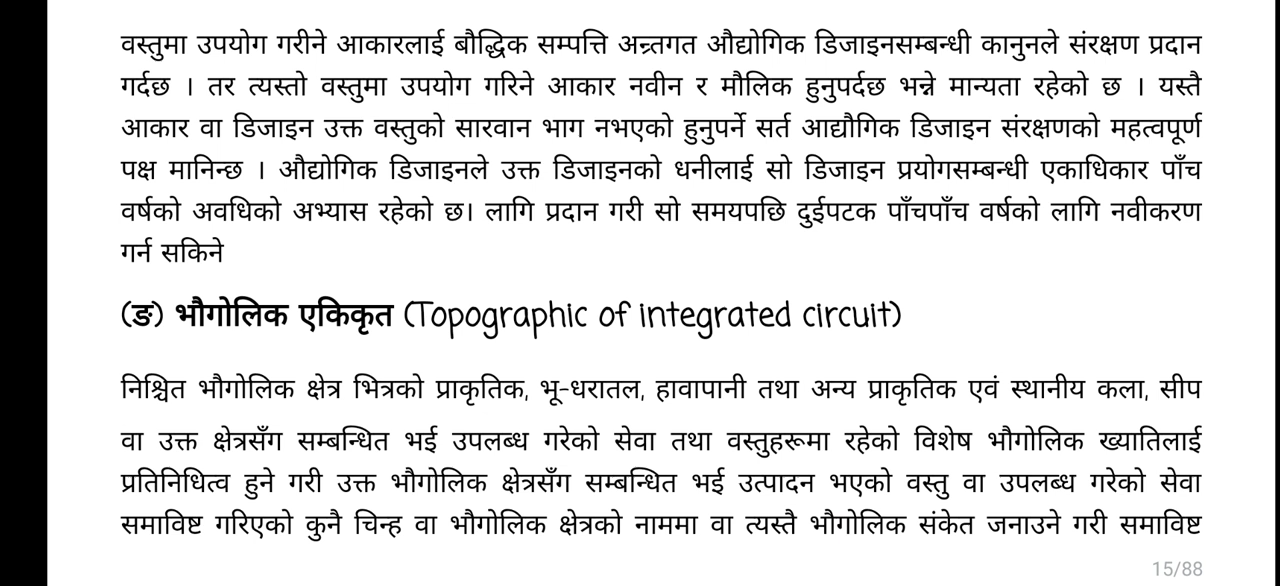 वस्तुमा उपयोग गरीने आकारलाई बौद्धिक सम्पत्ति अन्र्तगत औद्योगिक डिजाइनसम्बन्धी कानुनले संरक्षण प्रदान
गर्दछ । तर त्यस्तो वस्तुमा उपयोग गरिने आकार नवीन र मौलिक हुनुपर्दछ भन्ने मान्यता रहेको छ । यस्तै
आकार वा डिजाइन उक्त वस्तुको सारवान भाग नभएको हुनुपर्ने सर्त आद्यौगिक डिजाइन संरक्षणको महत्वपूर्ण
पक्ष मानिन्छ । औद्योगिक डिजाइनले उक्त डिजाइनको धनीलाई सो डिजाइन प्रयोगसम्बन्धी एकाधिकार पाँच
वर्षको अवधिको अभ्यास रहेको छ। लागि प्रदान गरी सो समयपछि दुईपटक पाँचपाँच वर्षको लागि नवीकरण
गर्न सकिने
(ङ) भौगोलिक एकिकृत (Topographic of integrated circuit)
निश्चित भौगोलिक क्षेत्र भित्रको प्राकृतिक, भू-धरातल, हावापानी तथा अन्य प्राकृतिक एवं स्थानीय कला, सीप
वा उक्त क्षेत्रसँग सम्बन्धित भई उपलब्ध गरेको सेवा तथा वस्तुहरूमा रहेको विशेष भौगोलिक ख्यातिलाई
प्रतिनिधित्व हुने गरी उक्त भौगोलिक क्षेत्रसँग सम्बन्धित भई उत्पादन भएको वस्तु वा उपलब्ध गरेको सेवा
समाविष्ट गरिएको कुनै चिन्ह वा भौगोलिक क्षेत्रको नाममा वा त्यस्तै भौगोलिक संकेत जनाउने गरी समाविष्ट
15/88